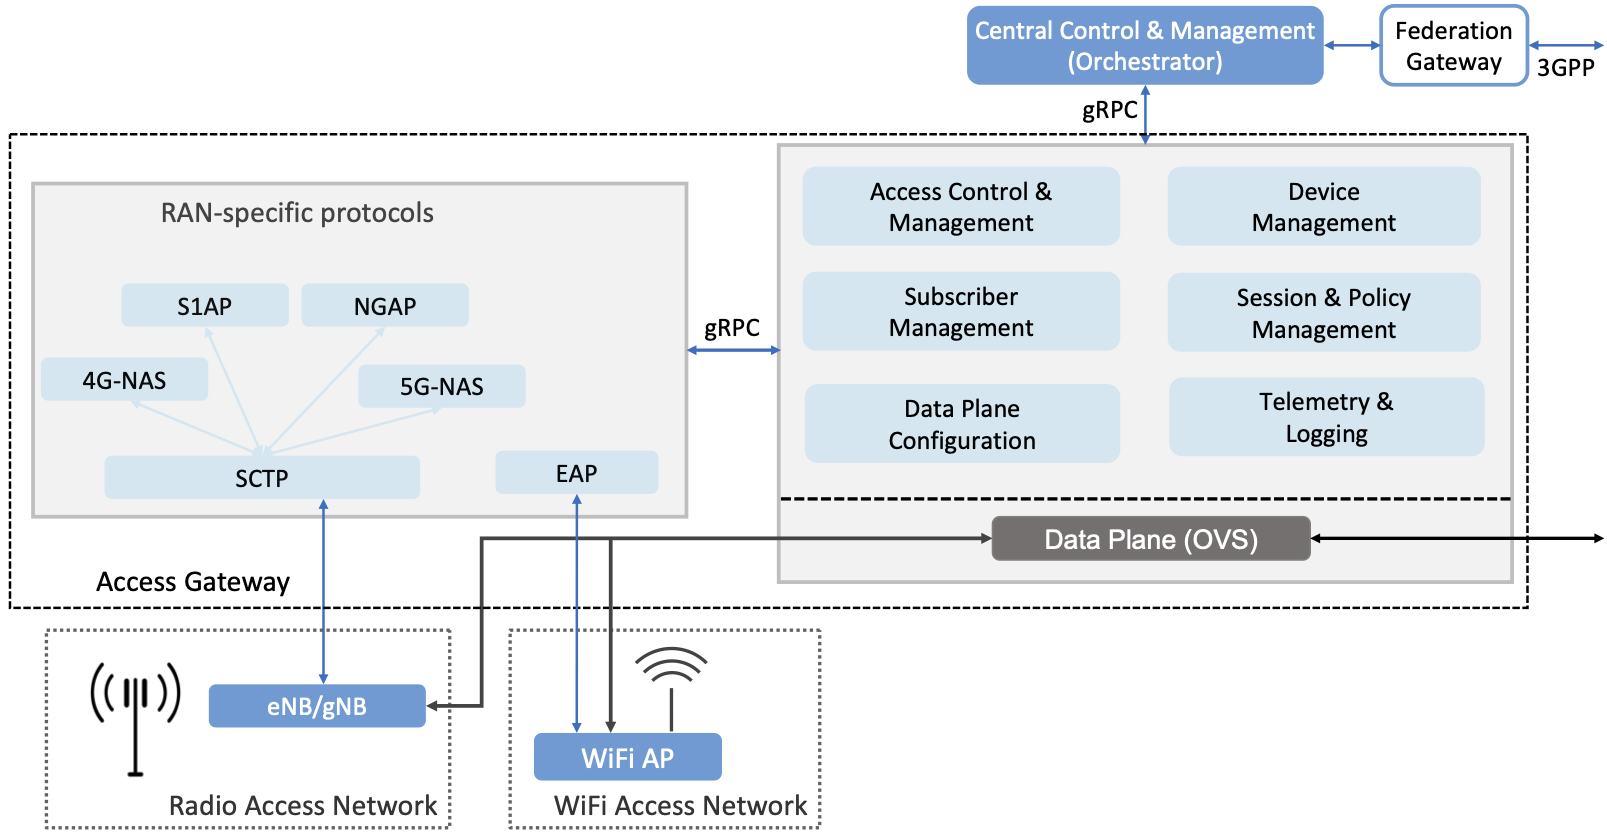 Central Control & Management
(Orchestrator)
Federation
Gateway
3GPP
gRPC
RAN-specific protocols
S1AP
NGAP
4G-NAS
5G-NAS
SCTP
EAP
gRPC
Access Control &
Management
Device
Management
Subscriber
Management
Session & Policy
Management
Data Plane
Configuration
Telemetry &
Logging
Data Plane (OVS)
Access Gateway
eNB/gNB
Radio Access Network
WiFi AP
WiFi Access Network